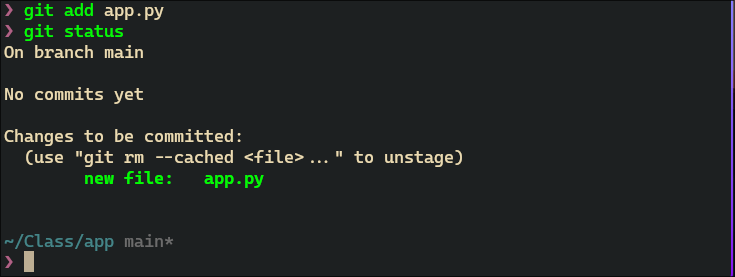 ❯ git add app.py
❯ git status
On branch main
No commits yet
Changes to be committed:
(use "git rm --cached <file>..." to unstage)
new file: app.py
~/Class/app main*
❯